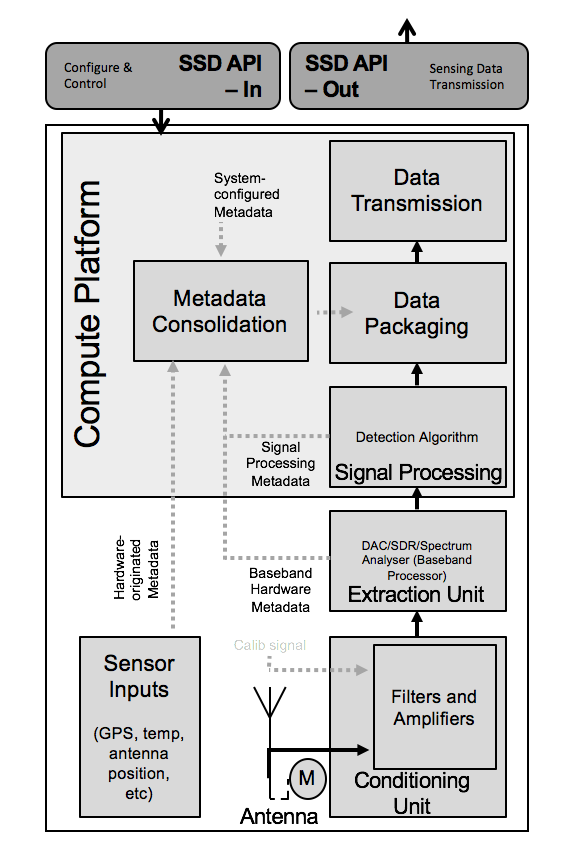 Configure &
Control
SSD API
– In
SSD API
– Out
Sensing Data
Transmission
Compute Platform
System-
configured
Metadata
Data
Transmission
Metadata
Consolidation
Data
Packaging
Detection Algorithm
Signal Processing
Signal
Processing
Metadata
Hardware-
originated
Metadata
Baseband
Hardware
Metadata
DAC/SDR/Spectrum
Analyser (Baseband
Processor)
Extraction Unit
Calib signal
Sensor
Inputs
(GPS, temp,
antenna
position,
etc)
Filters and
Amplifiers
M
Antenna
Conditioning
Unit